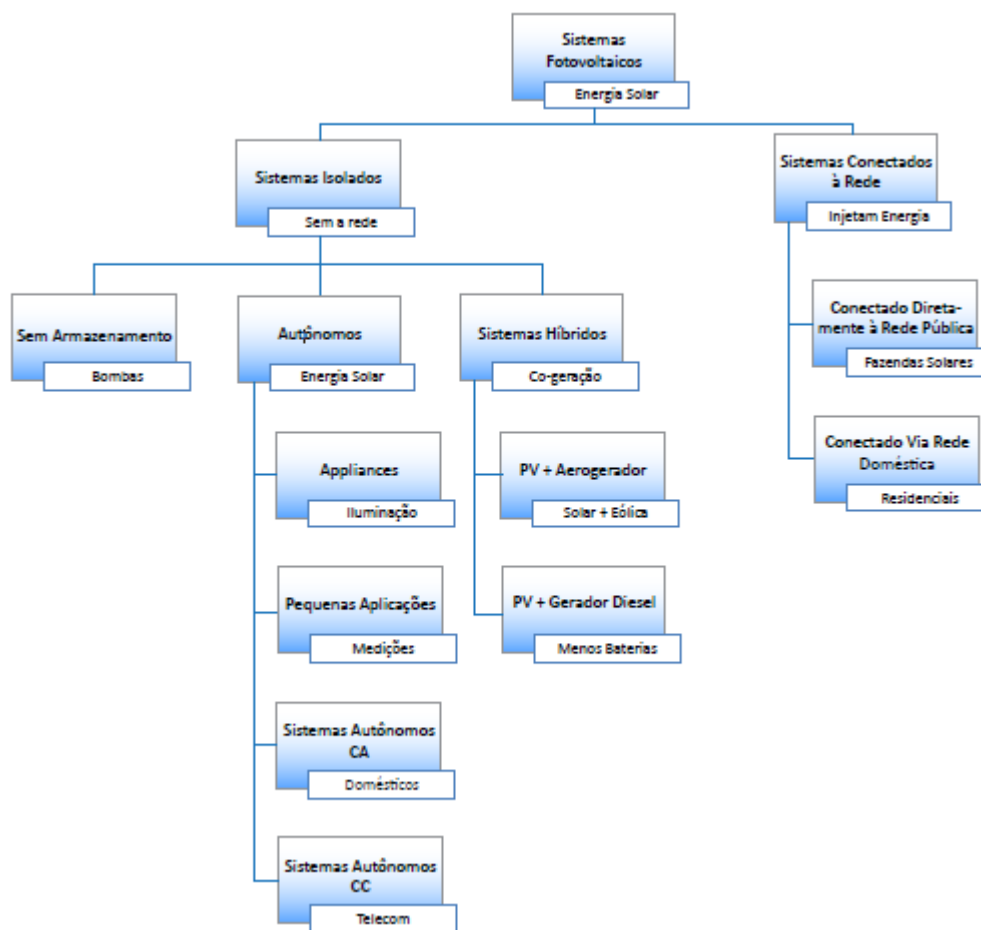 Sistemas
Fotovoltaicos
Energia Solar
Sistemas Isolados
Sem a rede
Sistemas Conectados
à Rede
Injetam Energia
Sem Armazenamento
Bombas
Autônomos
Energia Solar
Sistemas Híbridos
Co-geração
Conectado Direta-
mente à Rede Pública
Fazendas Solares
Appliances
Iluminação
PV + Aerogerador
Solar + Eólica
Conectado Via Rede
Doméstica
Residenciais
Pequenas Aplicações
Medições
PV + Gerador Diesel
Menos Baterias
Sistemas Autônomos
CA
Domésticos
Sistemas Autônomos
CC
Telecom